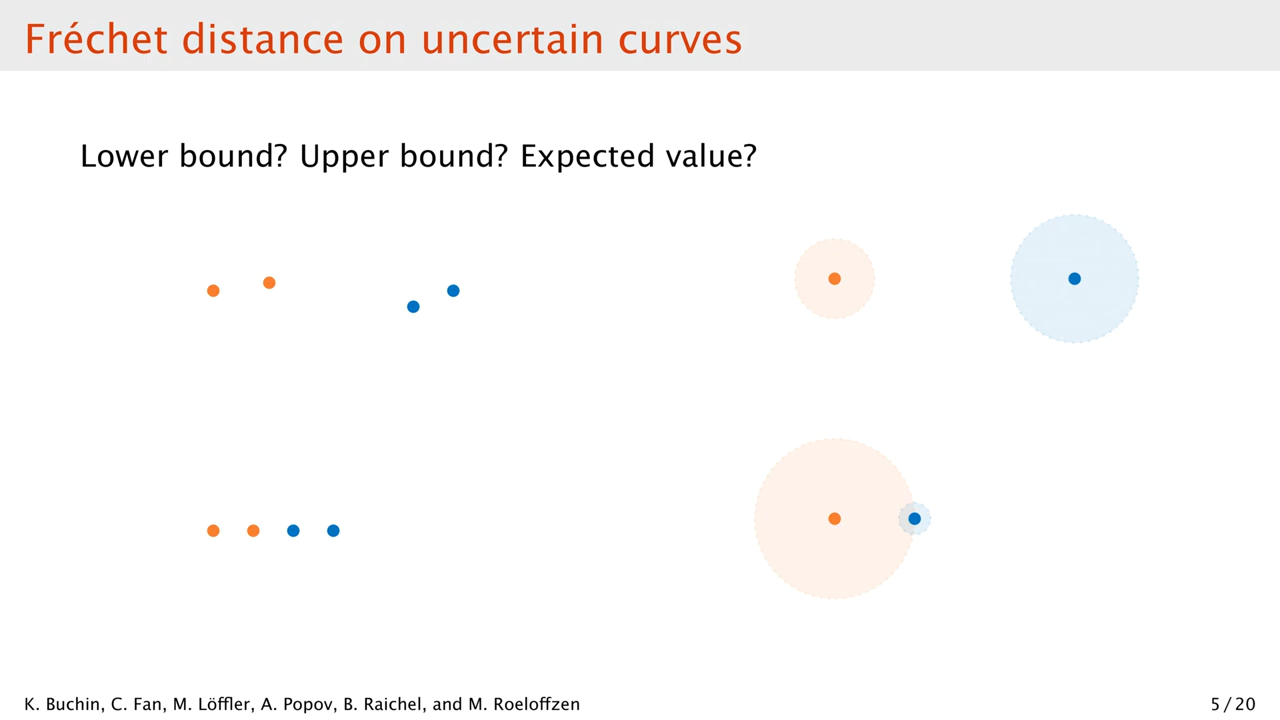 Fréchet distance on uncertain curves
Lower bound? Upper bound? Expected value?
K. Buchin, C. Fan, M. Löffler, A. Popov, B. Raichel, and M. Roeloffzen
5 / 20